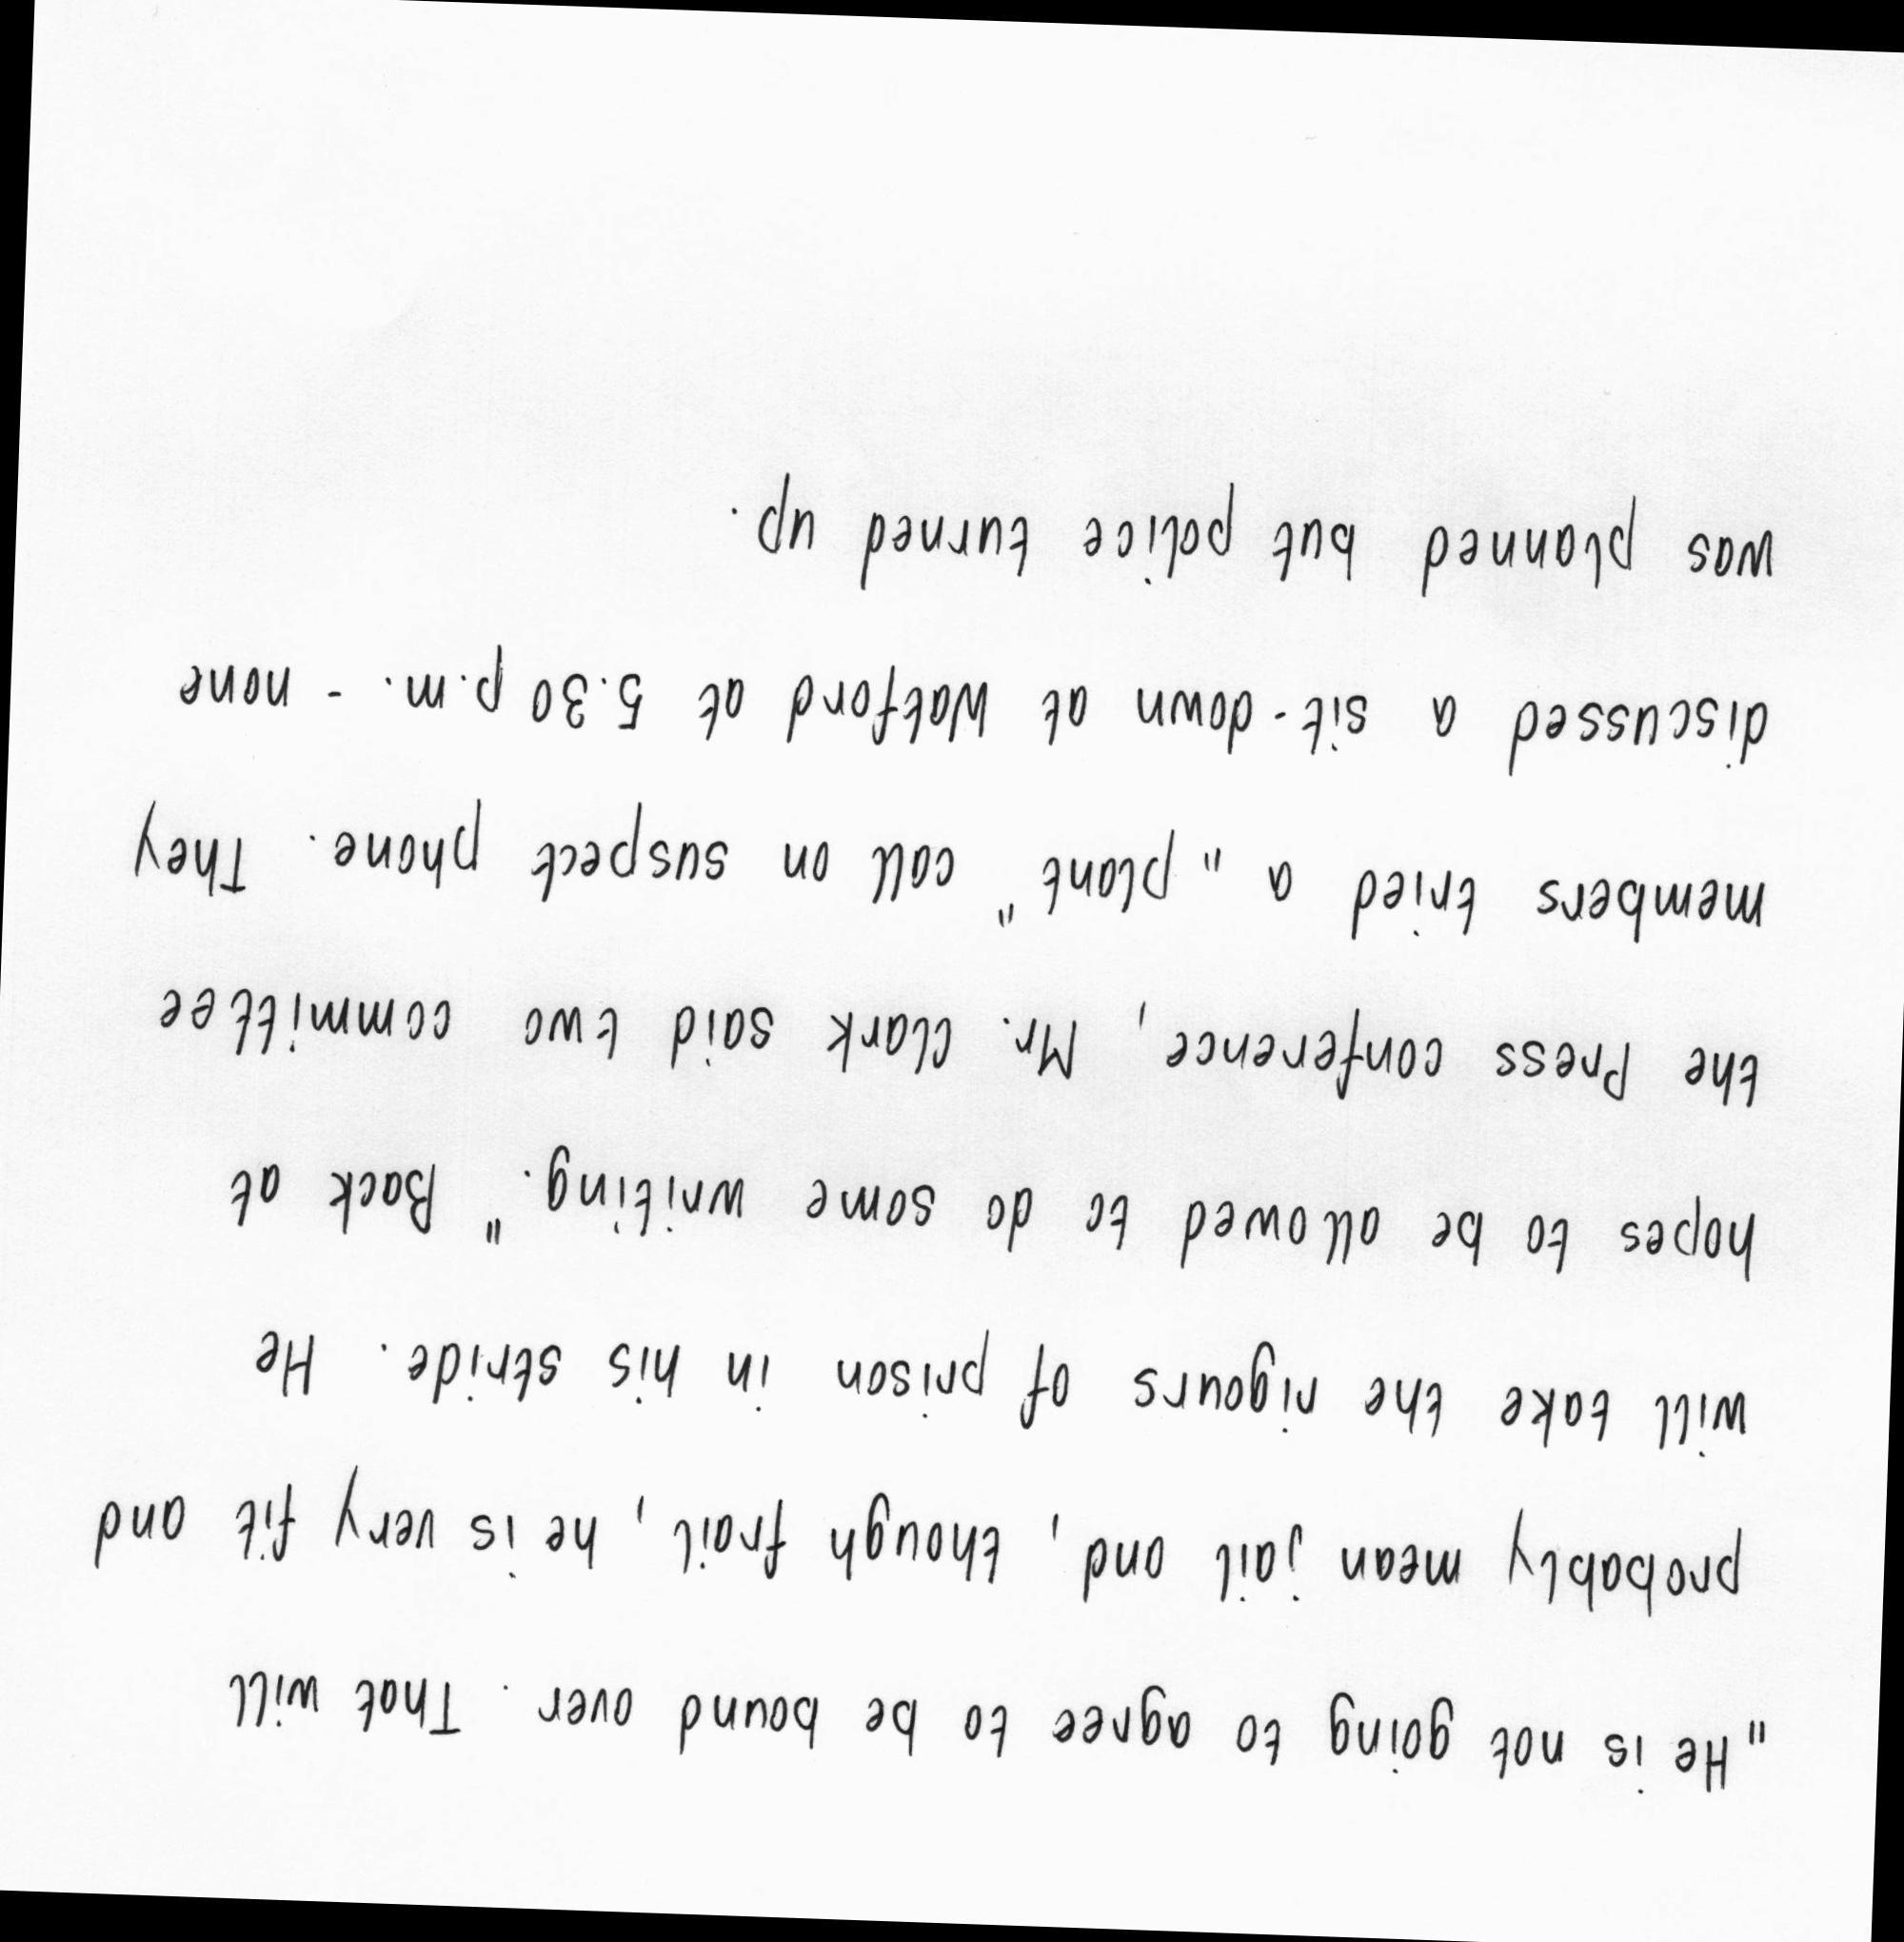 "He is not going to agree to be bound over. That will
probably mean jail and, though frail, he is very fit and
will take the rigours of prison in his stride. He
hopes to be allowed to do some writing." Back at
the Press conference, Mr. Clark said two committee
members tried a "plant" call on suspect phone. They
discussed a sit-down at Watford at 5.30 p.m. - none
was planned but police turned up.